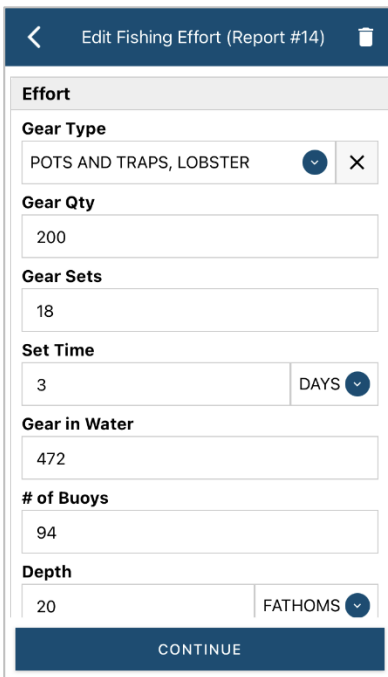 Edit Fishing Effort (Report #14)
Effort
Gear Type
POTS AND TRAPS, LOBSTER
Gear Qty
200
Gear Sets
18
Set Time
3 DAYS
Gear in Water
472
# of Buoys
94
Depth
20 FATHOMS
CONTINUE